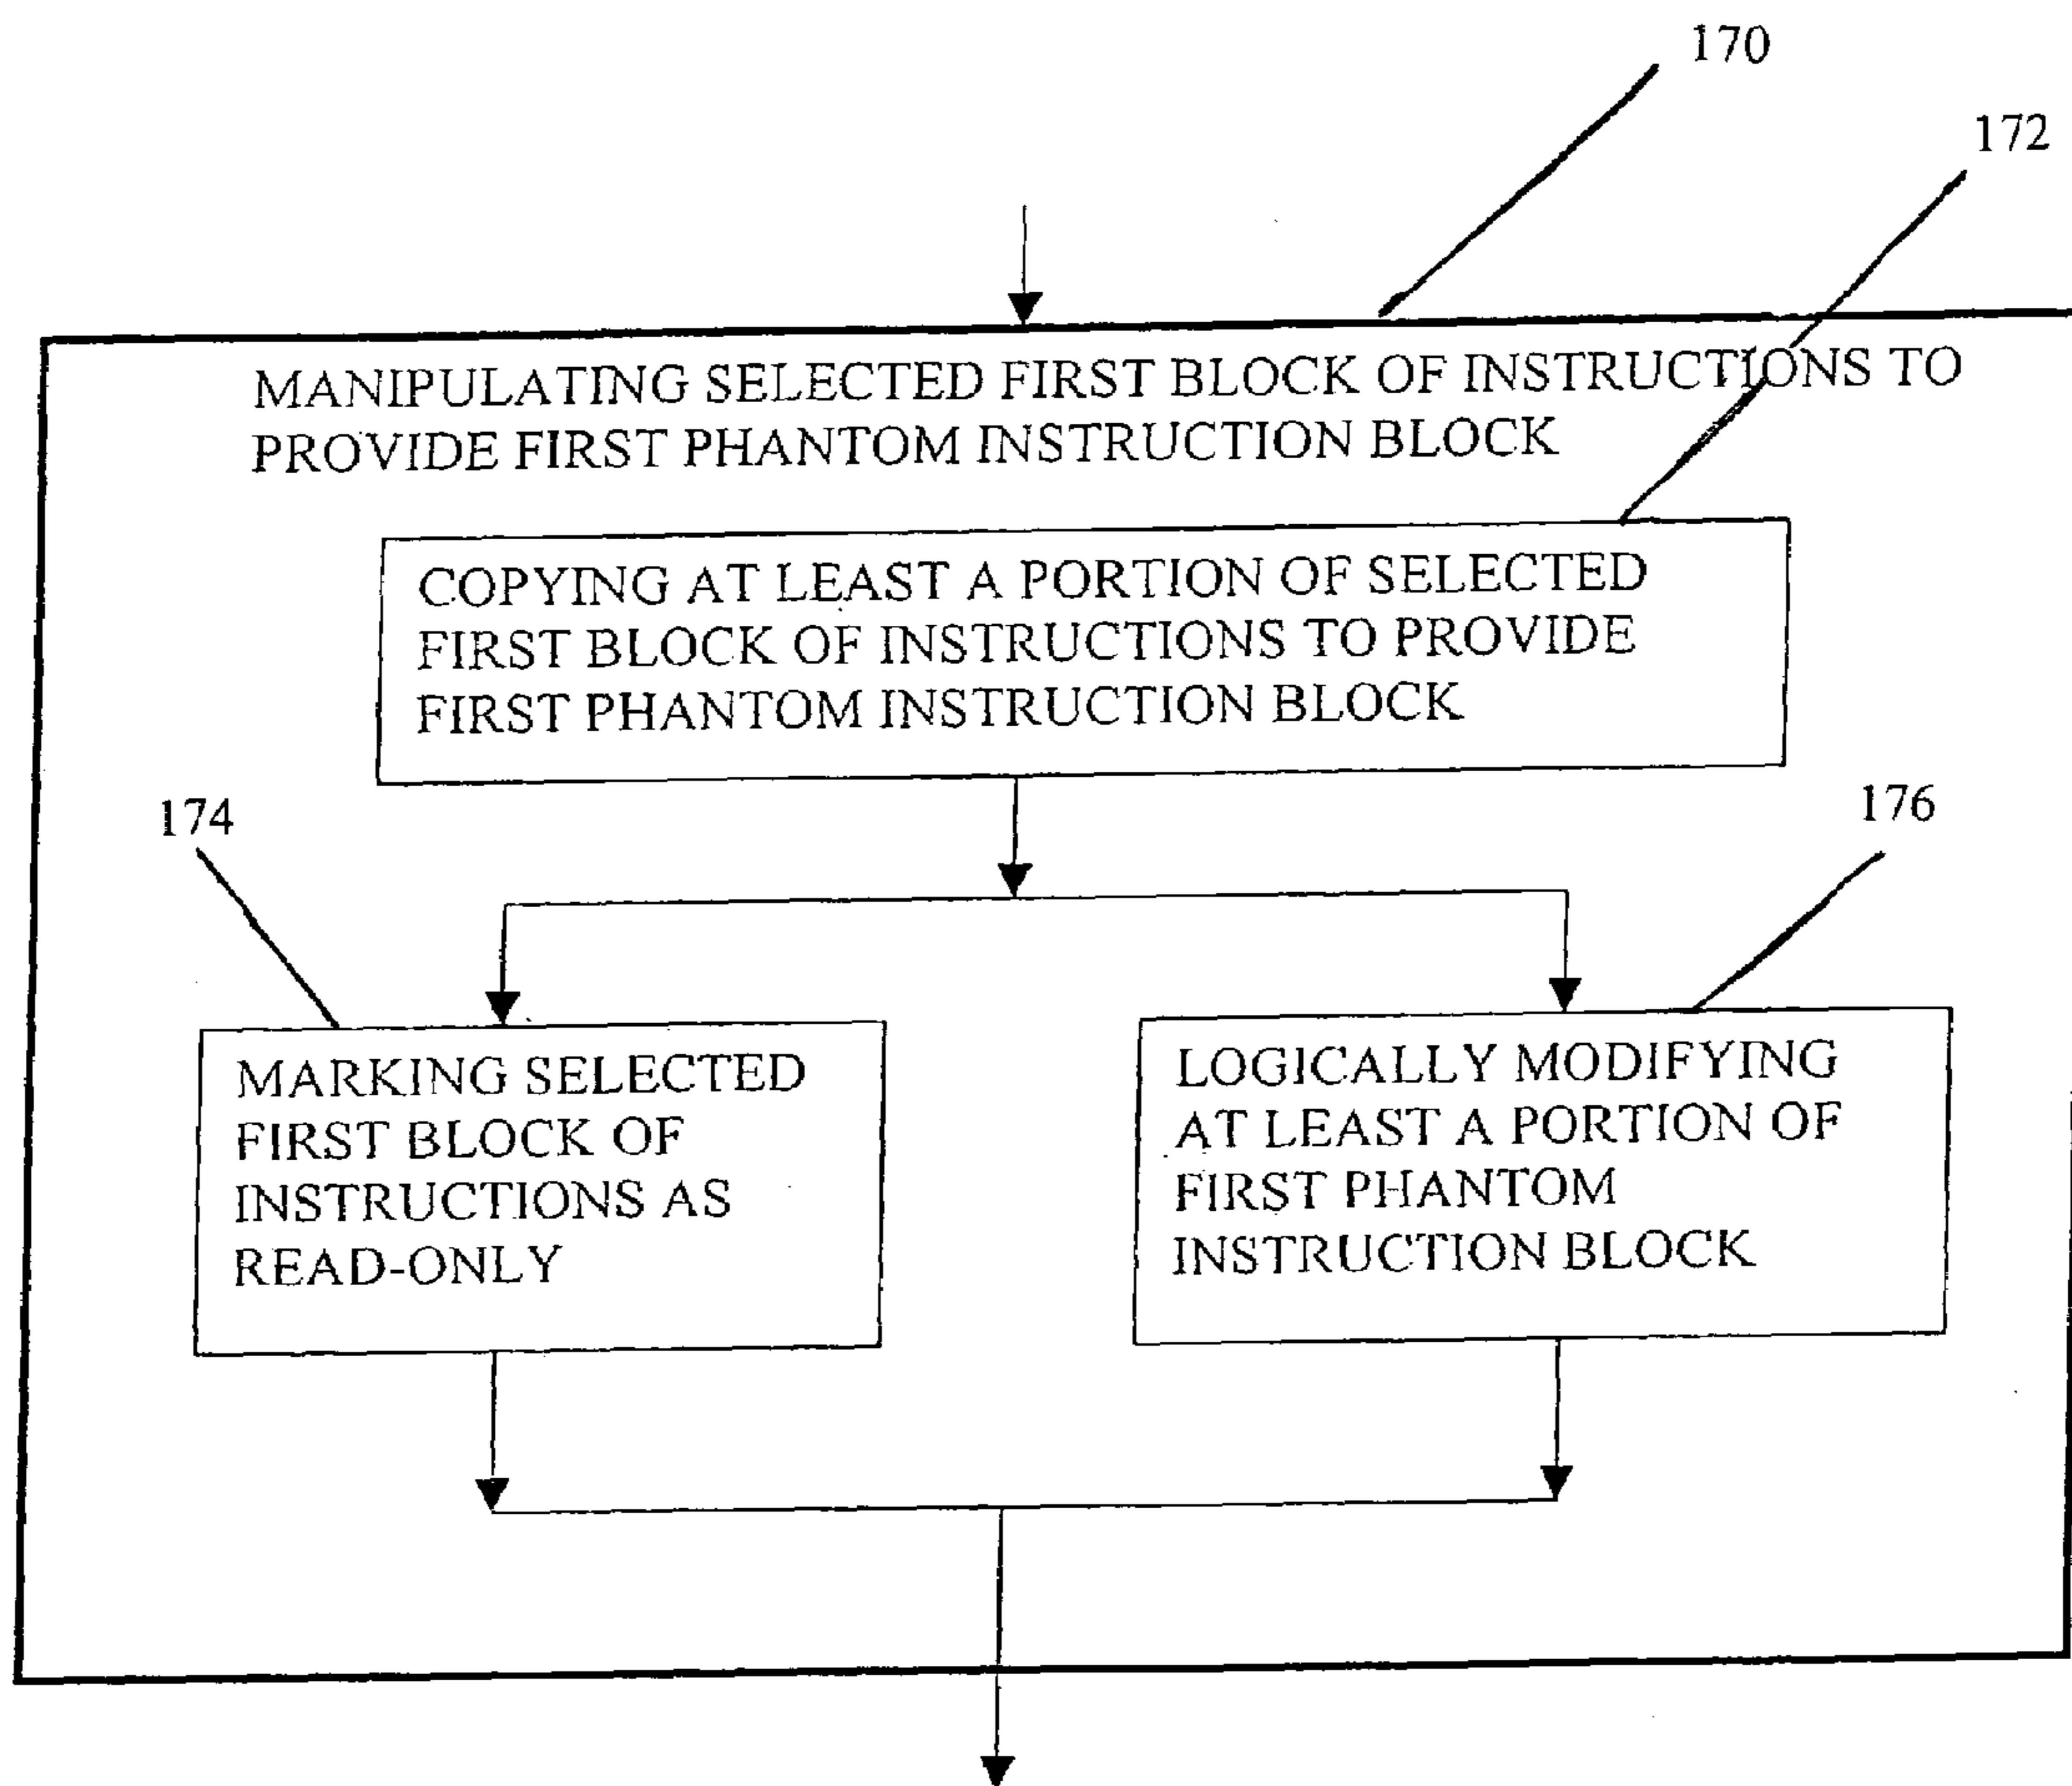 170
172
MANIPULATING SELECTED FIRST BLOCK OF INSTRUCTIONS TO
PROVIDE FIRST PHANTOM INSTRUCTION BLOCK
COPYING AT LEAST A PORTION OF SELECTED
FIRST BLOCK OF INSTRUCTIONS TO PROVIDE
FIRST PHANTOM INSTRUCTION BLOCK
174
176
MARKING SELECTED
FIRST BLOCK OF
INSTRUCTIONS AS
READ-ONLY
LOGICALLY MODIFYING
AT LEAST A PORTION OF
FIRST PHANTOM
INSTRUCTION BLOCK